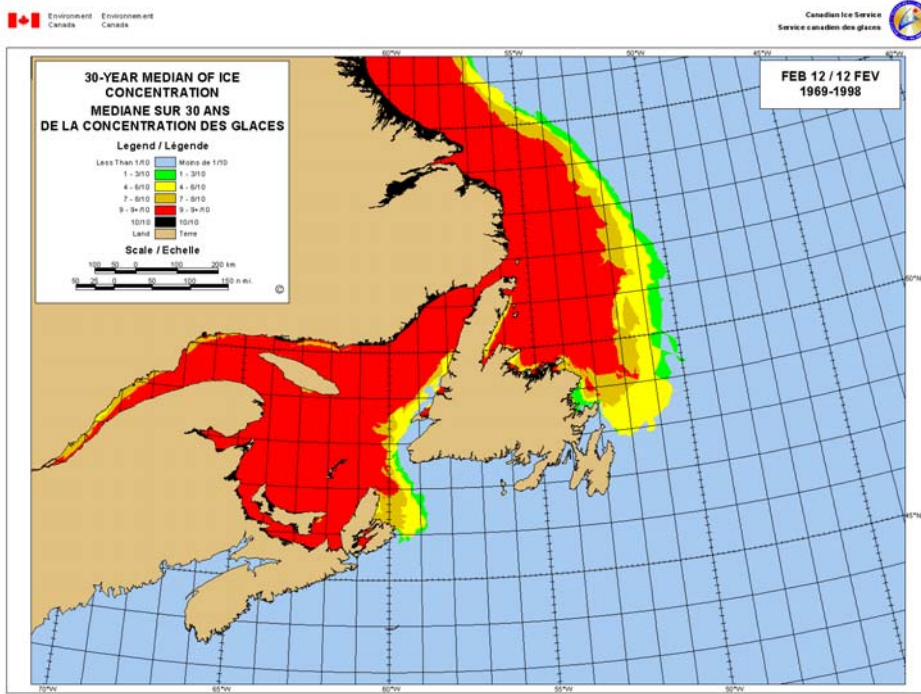 Environment Environnement
Canada Canada
Canadian Ice Service
Service canadien des glaces
60°W 55°W 50°W 45°W 40°W
30-YEAR MEDIAN OF ICE
CONCENTRATION
MEDIANE SUR 30 ANS
DE LA CONCENTRATION DES GLACES
Legend / Légende
Less Than 1/10 Moins de 1/10
1 - 3/10 1 - 3/10
4 - 6/10 4 - 6/10
7 - 8/10 7 - 8/10
9 - 9+/10 9 - 9+/10
10/10 10/10
Land Terre
Scale / Echelle
100 50 0 100 200 km
50 25 0 50 100 150 n.mi.
©
FEB 12 / 12 FEV
1969-1998
50°N
45°N
70°W 65°W 60°W 55°W 50°W